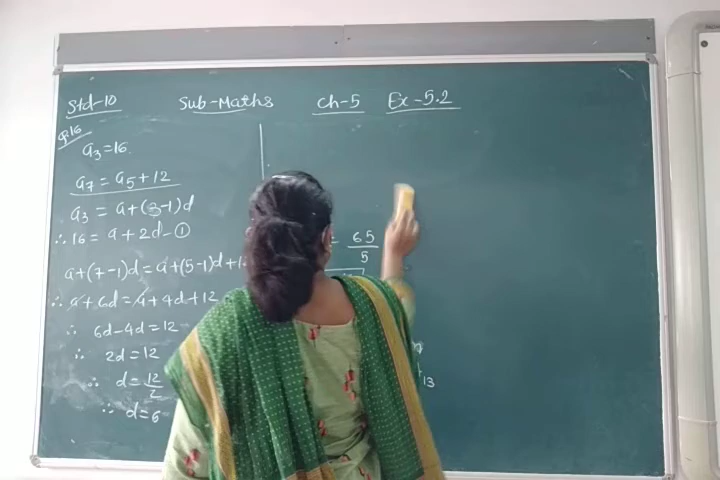 Std-10 Sub-Maths Ch-5 Ex-5.2
Q.16
a₃=16
a₇ = a₅+12
a₃ = a+(3-1)d
∴ 16 = a+2d-①
a+(7-1)d=a+(5-1)d+1
∴ a+6d=a+4d+12
∴ 6d-4d=12
∴ 2d=12
∴ d=12/2
∴ d=6
= 65/5
13